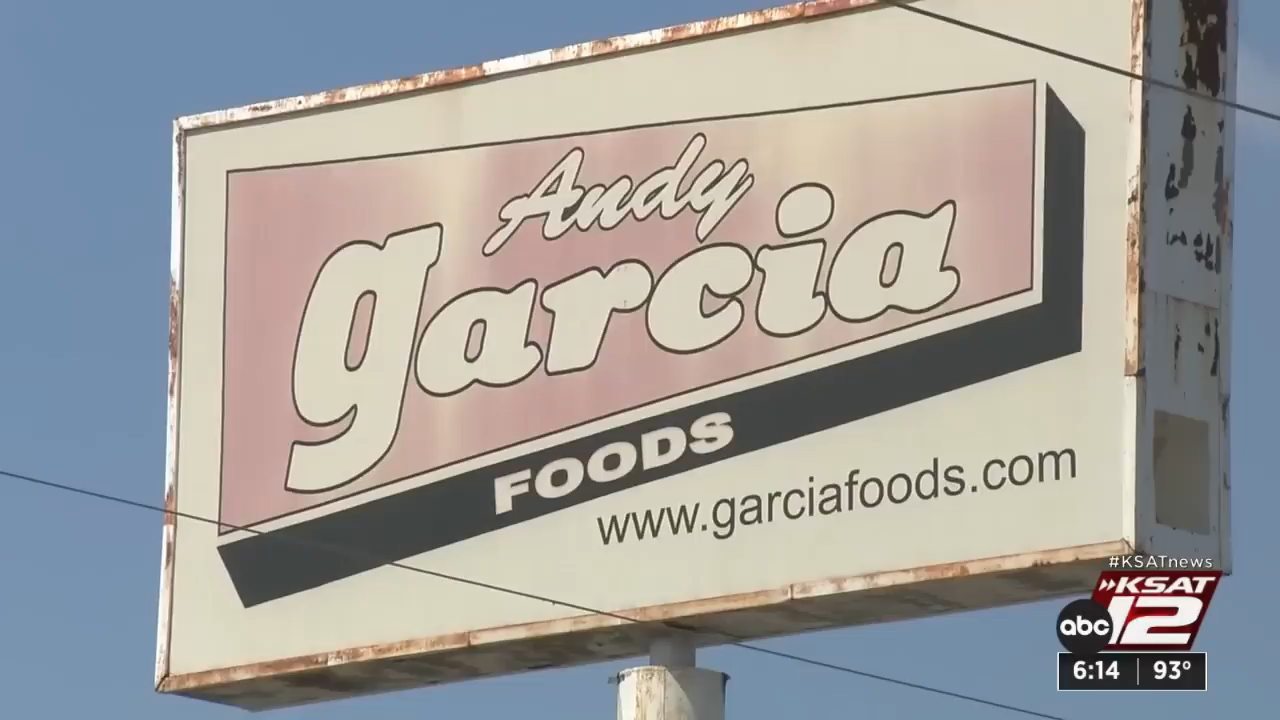 Andy
garcia
FOODS
www.garciafoods.com
#KSATnews
»KSAT
abc 12
6:14 | 93°